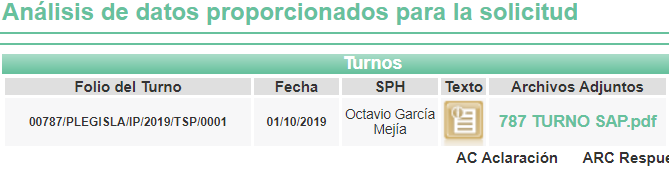 Análisis de datos proporcionados para la solicitud
Turnos
Folio del Turno Fecha SPH Texto Archivos Adjuntos
00787/PLEGISLA/IP/2019/TSP/0001 01/10/2019 Octavio García Mejía 787 TURNO SAP.pdf
AC Aclaración ARC Respue